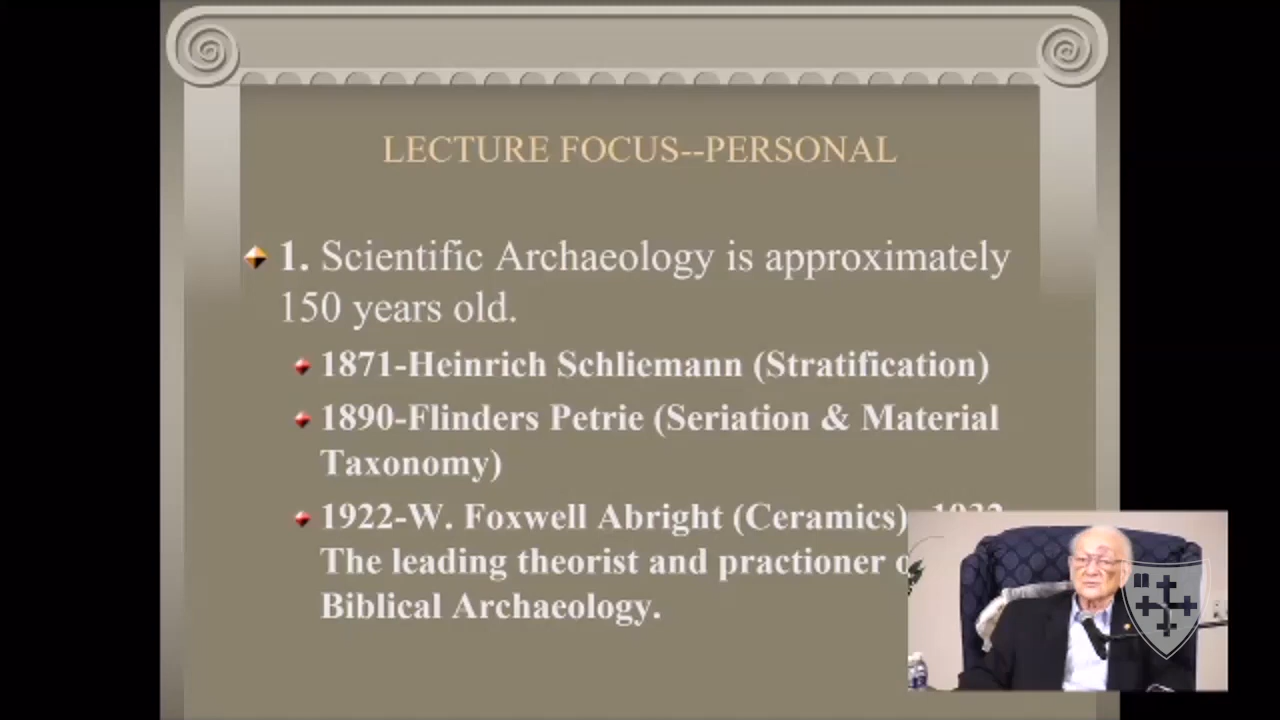 LECTURE FOCUS--PERSONAL
1. Scientific Archaeology is approximately
150 years old.
1871-Heinrich Schliemann (Stratification)
1890-Flinders Petrie (Seriation & Material
Taxonomy)
1922-W. Foxwell Abright (Ceramics)
The leading theorist and practioner
Biblical Archaeology.